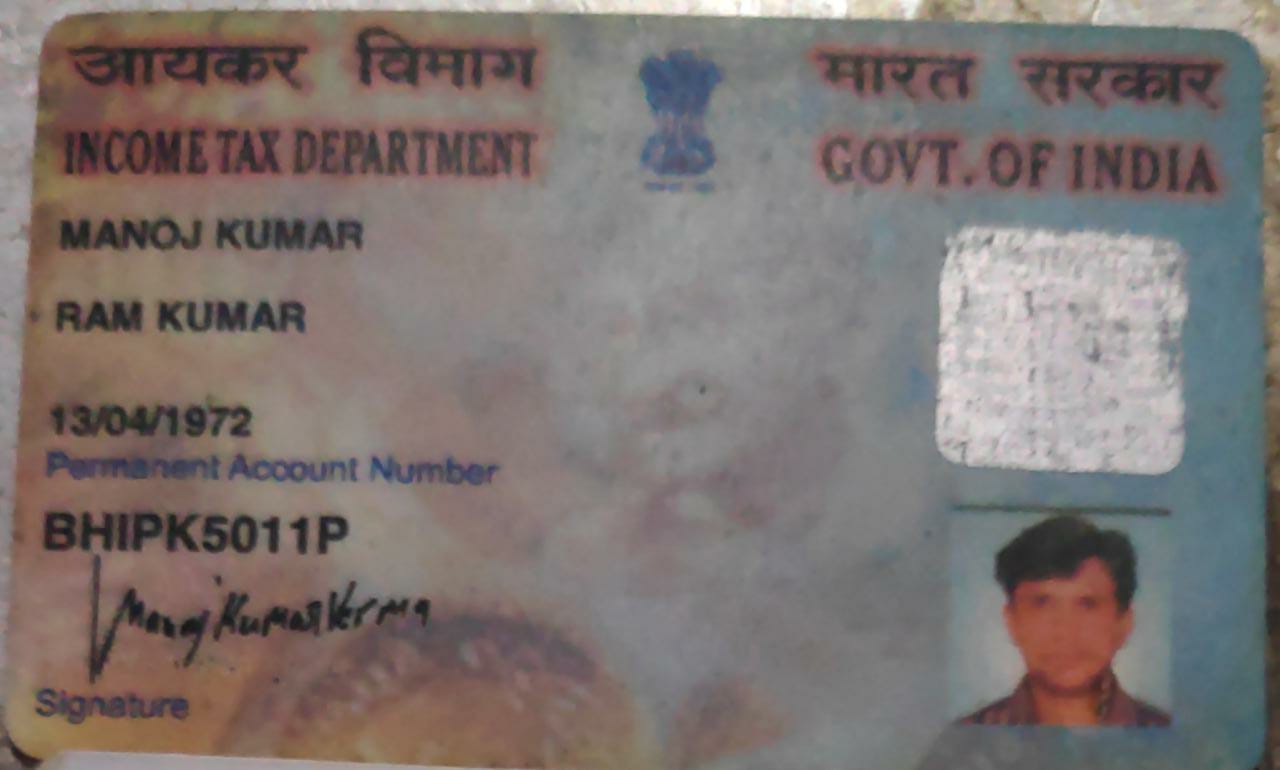 आयकर विभाग
भारत सरकार
INCOME TAX DEPARTMENT
GOVT. OF INDIA
MANOJ KUMAR
RAM KUMAR
13/04/1972
Permanent Account Number
BHIPK5011P
Manoj Kumar Verma
Signature